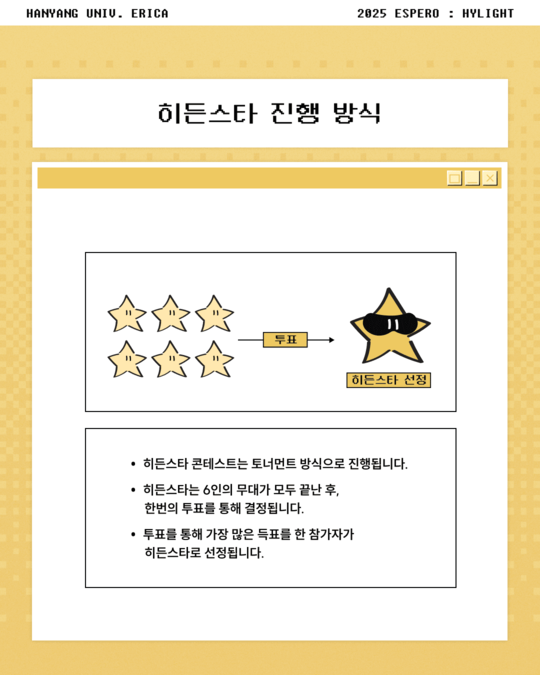 HANYANG UNIV. ERICA
2025 ESPERO : HYLIGHT
히든스타 진행 방식
투표
히든스타 선정
• 히든스타 콘테스트는 토너먼트 방식으로 진행됩니다.
• 히든스타는 6인의 무대가 모두 끝난 후,
한번의 투표를 통해 결정됩니다.
• 투표를 통해 가장 많은 득표를 한 참가자가
히든스타로 선정됩니다.